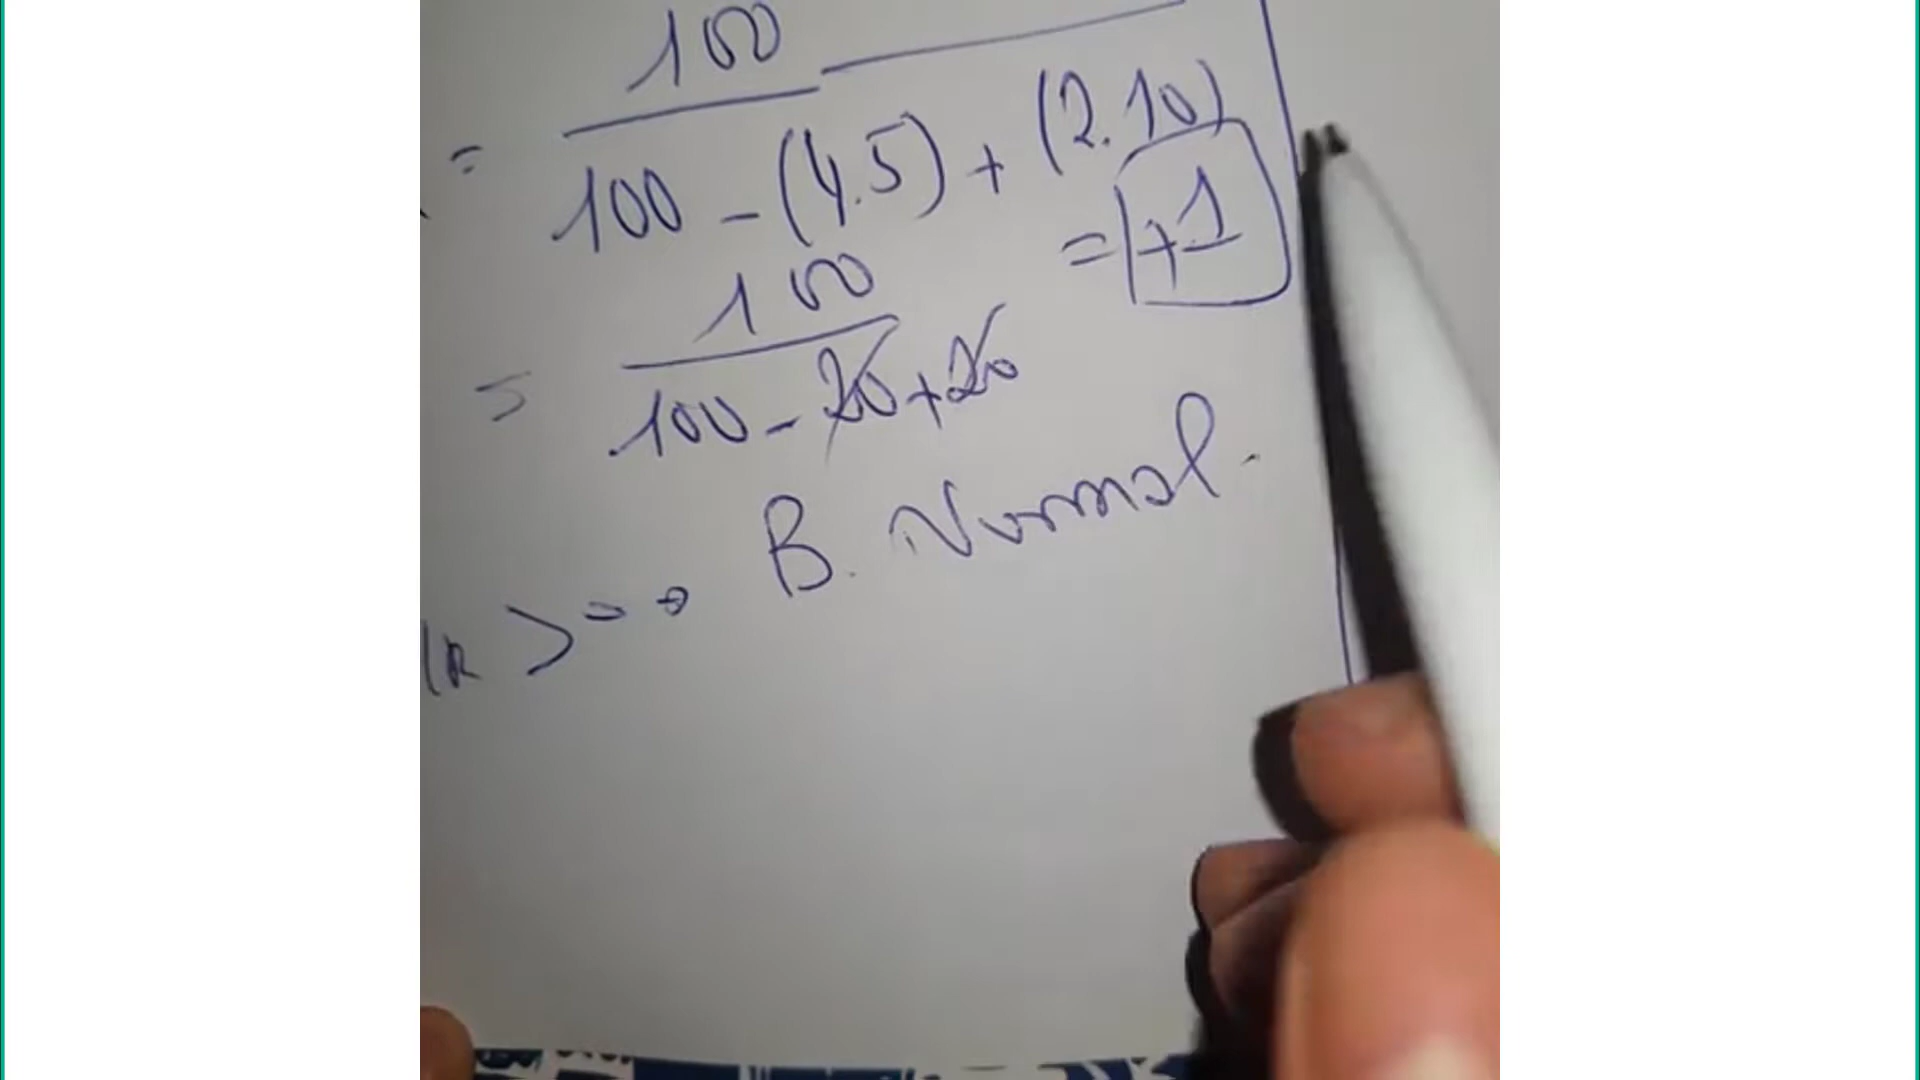 = 100 / 100 - (4.5) + (2.10)
= +1
= 100 / 100 - 20 + 20
B. Normal.